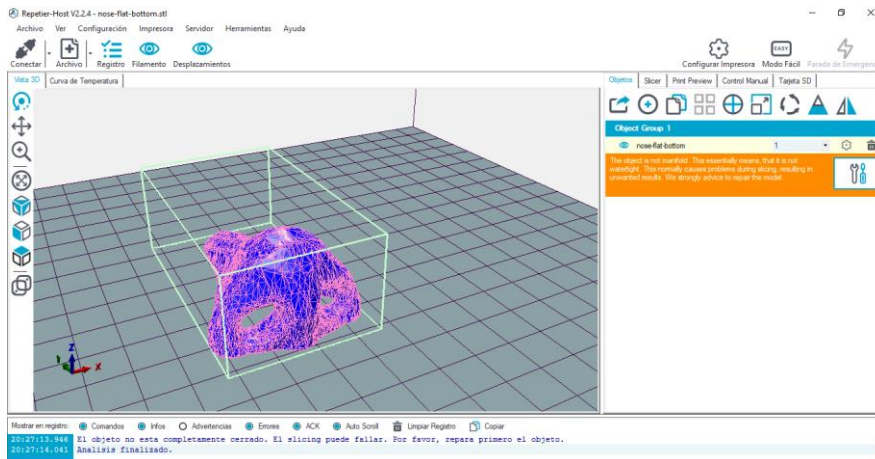 Repetier-Host V2.2.4 - nose-flat-bottom.stl
Archivo Ver Configuración Impresora Servidor Herramientas Ayuda
Conectar Archivo Registro Filamento Desplazamientos Configurar Impresora EASY Modo Fácil Parada de Emergenc
Vista 3D Curva de Temperatura
Objetos Slicer Print Preview Control Manual Tarjeta SD
Object Group 1
nose-flat-bottom 1
The object is not manifold. This essentially means, that it is not
watertight. This normally causes problems during slicing, resulting in
unwanted results. We strongly advice to repair the model.
Z
Y
X
Mostrar en registro: Comandos Infos Advertencias Errores ACK Auto Scroll Limpiar Registro Copiar
20:27:13.946 El objeto no esta completamente cerrado. El slicing puede fallar. Por favor, repara primero el objeto.
20:27:14.041 Analisis finalizado.